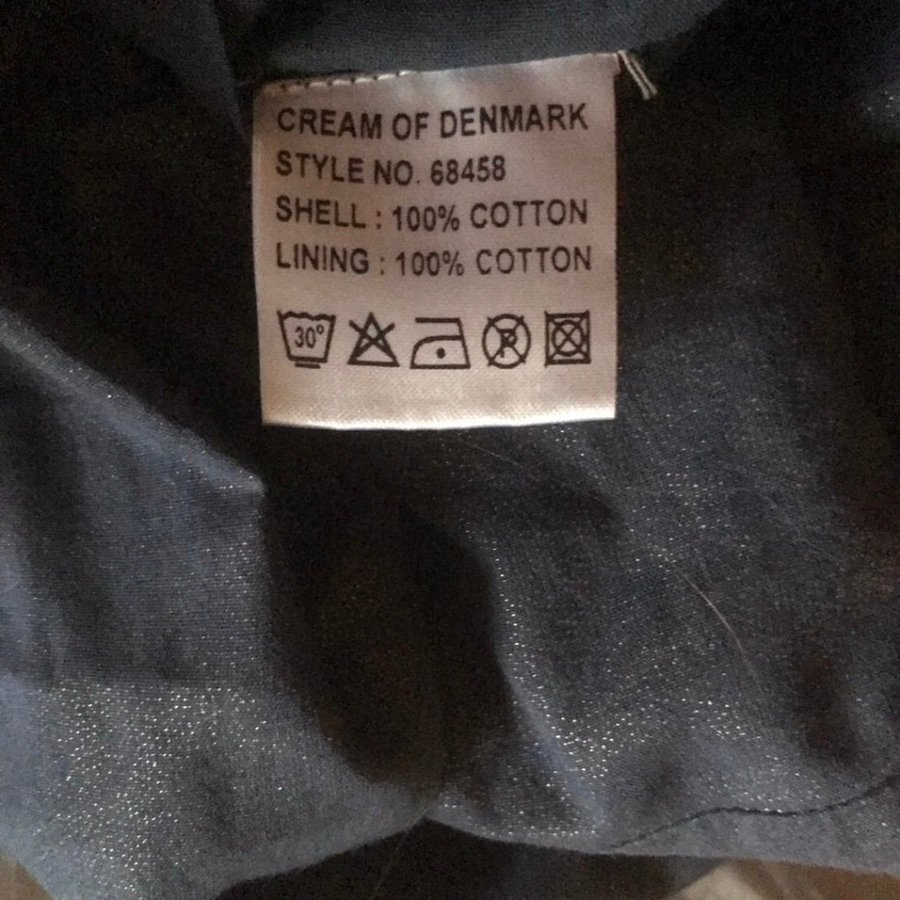 CREAM OF DENMARK
STYLE NO. 68458
SHELL : 100% COTTON
LINING : 100% COTTON
30° P